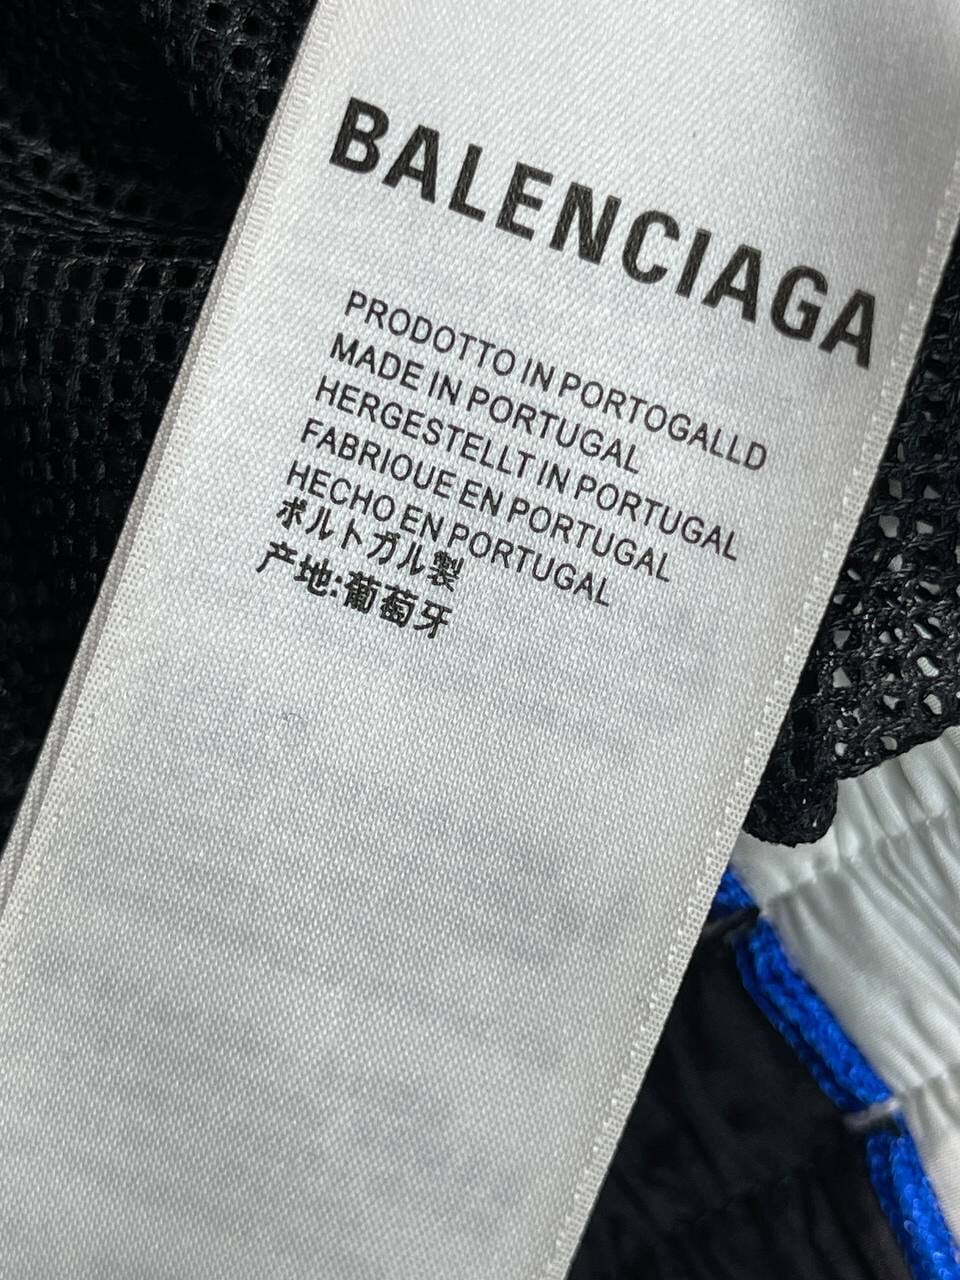 BALENCIAGA
PRODOTTO IN PORTOGALLD
MADE IN PORTUGAL
HERGESTELLT IN PORTUGAL
FABRIOUE EN PORTUGAL
HECHO EN PORTUGAL
ポルトガル製
产地:葡萄牙